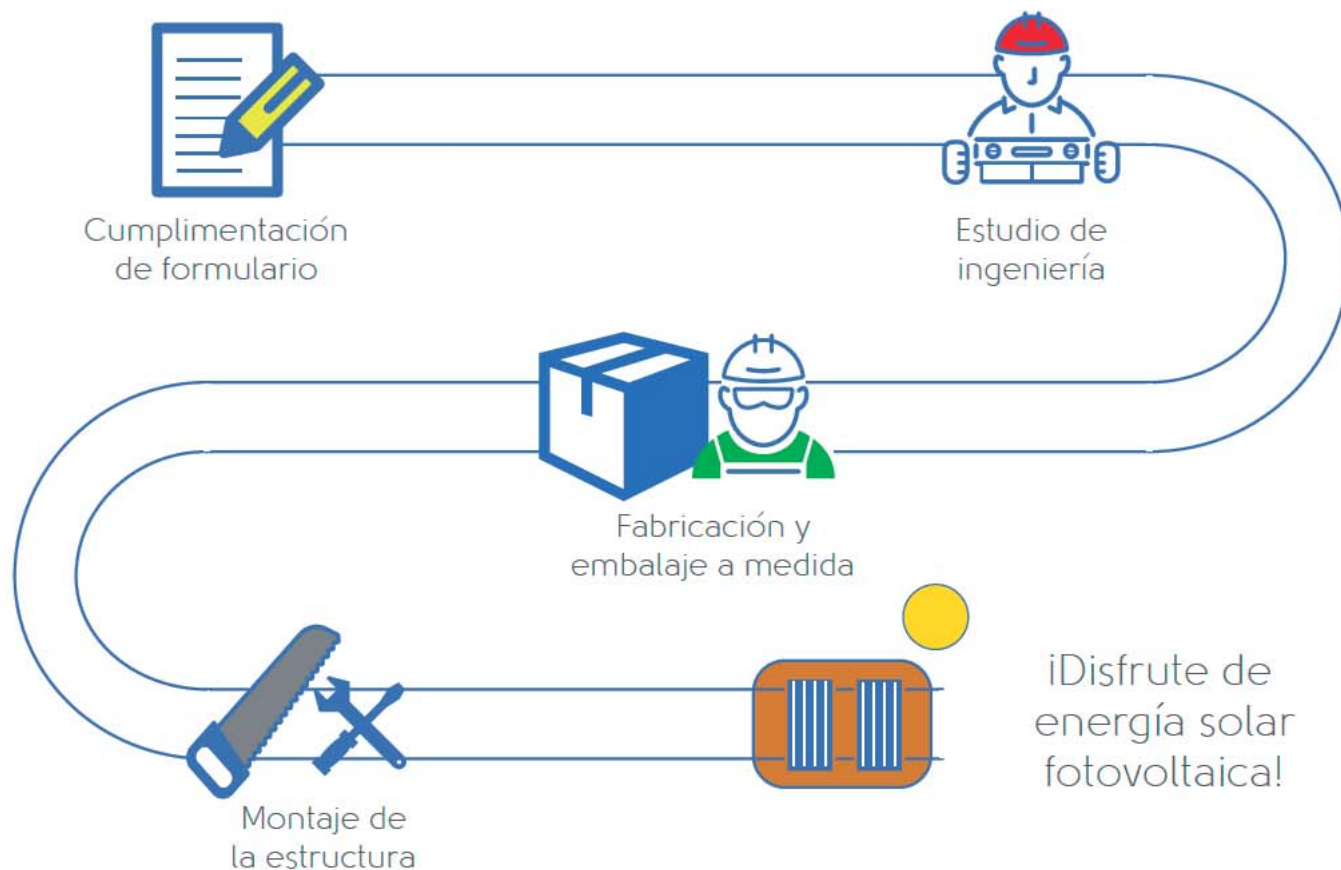 Cumplimentación
de formulario
Estudio de
ingeniería
Fabricación y
embalaje a medida
Montaje de
la estructura
¡Disfrute de
energía solar
fotovoltaica!